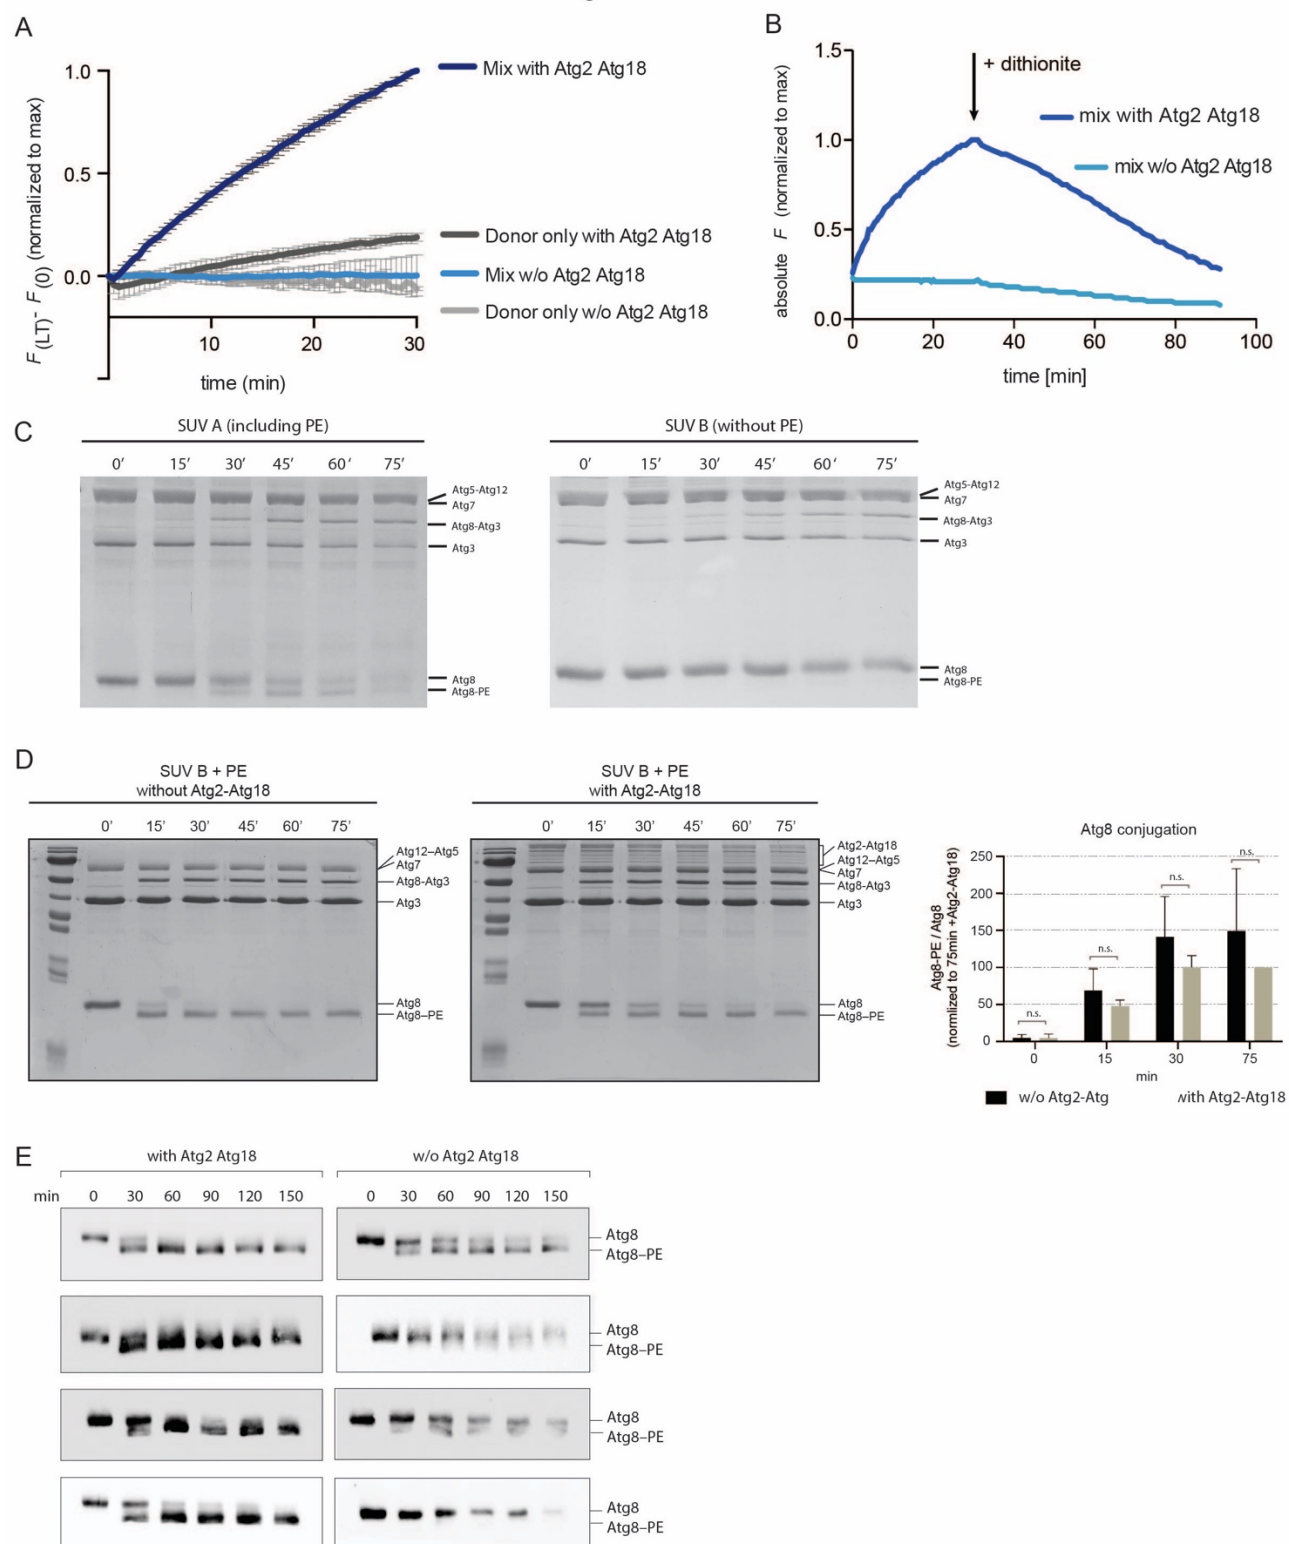 A
F(LT)- F(0) (normalized to max)
1.0
0.5
0.0
10
20
30
time (min)
Mix with Atg2 Atg18
Donor only with Atg2 Atg18
Mix w/o Atg2 Atg18
Donor only w/o Atg2 Atg18
B
absolute F (normalized to max)
1.5
1.0
0.5
0.0
0
20
40
60
80
100
time [min]
+ dithionite
mix with Atg2 Atg18
mix w/o Atg2 Atg18
C
SUV A (including PE)
0' 15' 30' 45' 60' 75'
Atg5-Atg12
Atg7
Atg8-Atg3
Atg3
Atg8
Atg8-PE
SUV B (without PE)
0' 15' 30' 45' 60' 75'
Atg5-Atg12
Atg7
Atg8-Atg3
Atg3
Atg8
Atg8-PE
D
SUV B + PE
without Atg2-Atg18
0' 15' 30' 45' 60' 75'
Atg12–Atg5
Atg7
Atg8-Atg3
Atg3
Atg8
Atg8–PE
SUV B + PE
with Atg2-Atg18
0' 15' 30' 45' 60' 75'
Atg2-Atg18
Atg12–Atg5
Atg7
Atg8-Atg3
Atg3
Atg8
Atg8–PE
Atg8 conjugation
Atg8-PE / Atg8
(normlized to 75min +Atg2-Atg18)
250
200
150
100
50
0
n.s.
n.s.
n.s.
n.s.
0 15 30 75
min
w/o Atg2-Atg
with Atg2-Atg18
E
with Atg2 Atg18
w/o Atg2 Atg18
min 0 30 60 90 120 150
0 30 60 90 120 150
Atg8
Atg8–PE
Atg8
Atg8–PE
Atg8
Atg8–PE
Atg8
Atg8–PE